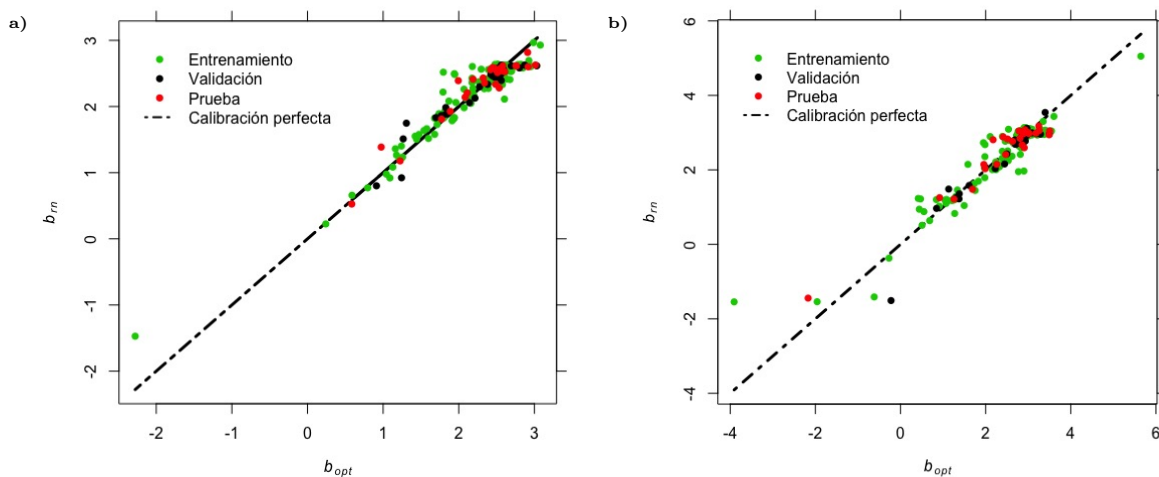 a)
3
2
1
0
-1
-2
b_rn
Entrenamiento
Validación
Prueba
Calibración perfecta
-2 -1 0 1 2 3
b_opt
b)
6
4
2
0
-2
-4
b_rn
Entrenamiento
Validación
Prueba
Calibración perfecta
-4 -2 0 2 4 6
b_opt